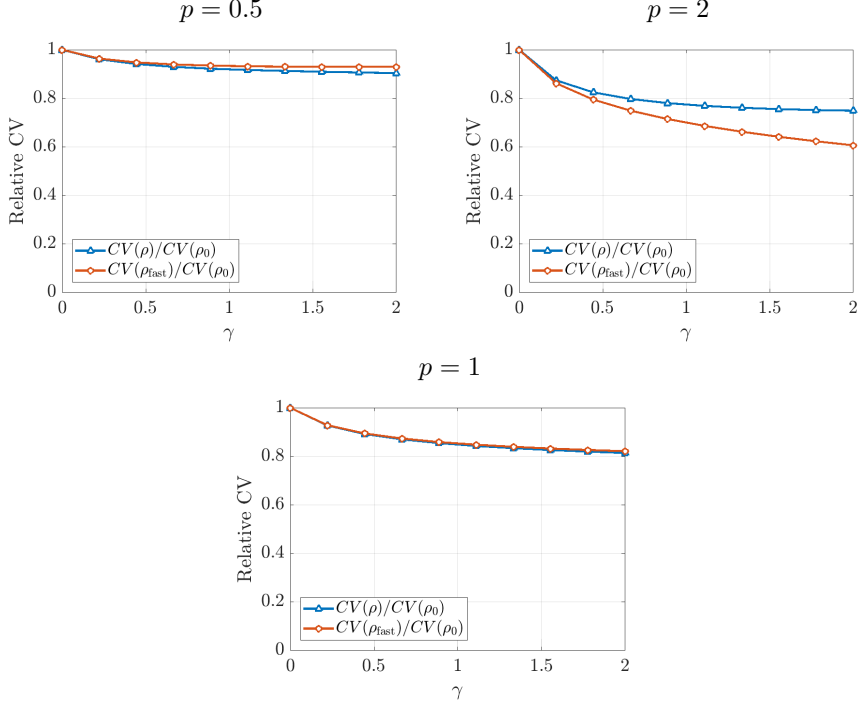 p = 0.5
1
0.8
0.6
0.4
0.2
0
Relative CV
CV(ρ)/CV(ρ₀)
CV(ρ_fast)/CV(ρ₀)
0 0.5 1 1.5 2
γ
p = 2
1
0.8
0.6
0.4
0.2
0
Relative CV
CV(ρ)/CV(ρ₀)
CV(ρ_fast)/CV(ρ₀)
0 0.5 1 1.5 2
γ
p = 1
1
0.8
0.6
0.4
0.2
0
Relative CV
CV(ρ)/CV(ρ₀)
CV(ρ_fast)/CV(ρ₀)
0 0.5 1 1.5 2
γ